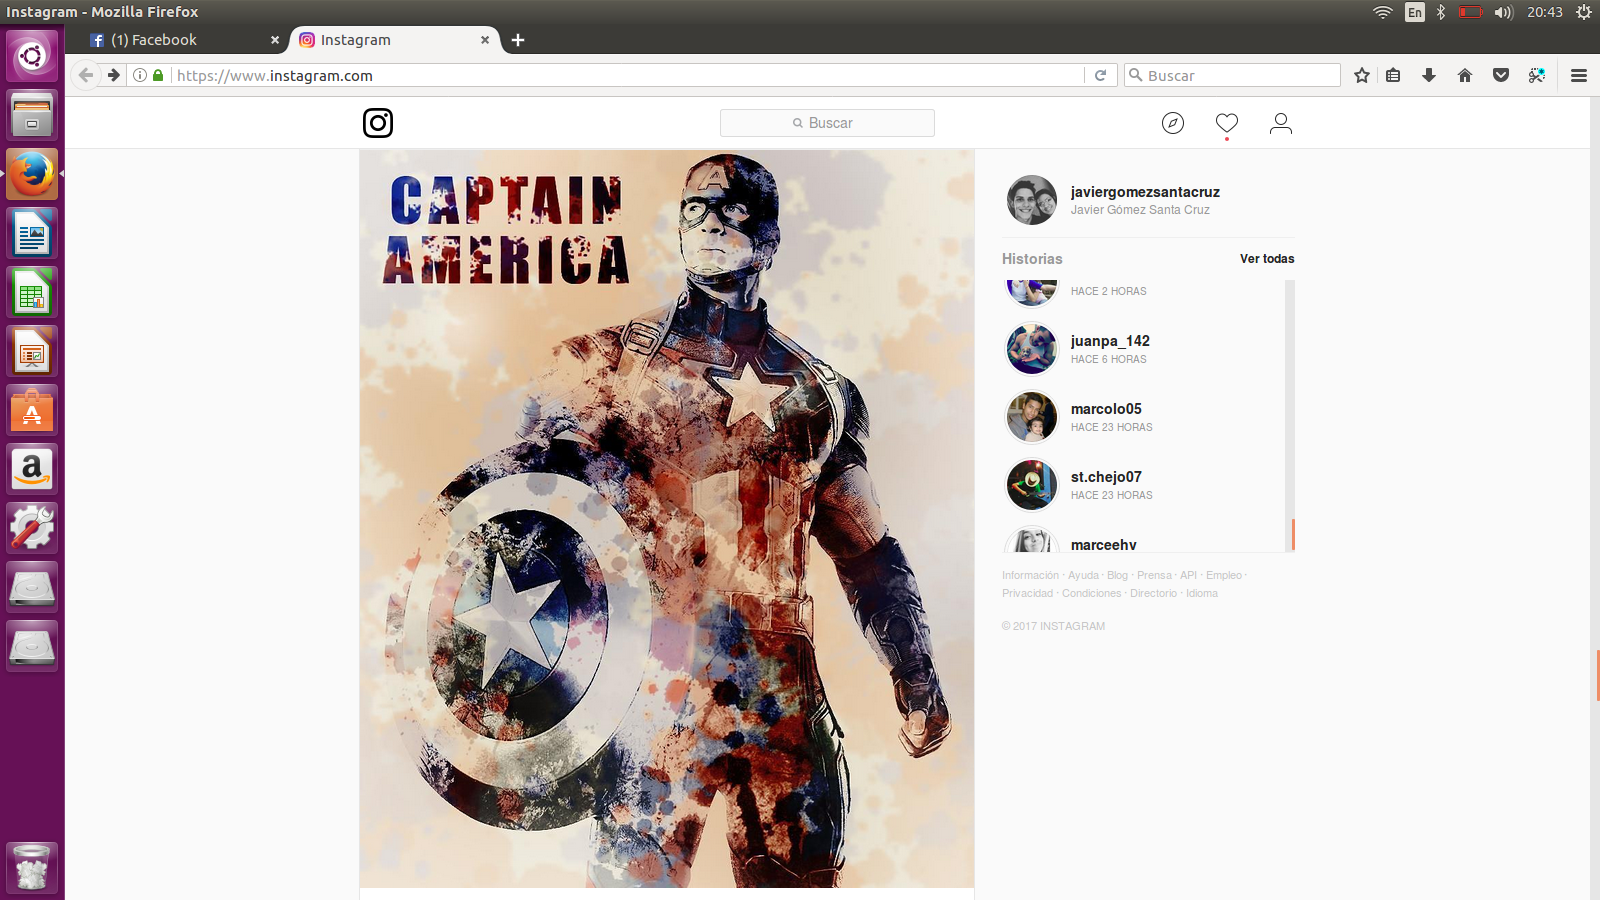 Instagram - Mozilla Firefox
En
20:43
(1) Facebook
Instagram
https://www.instagram.com
Buscar
Buscar
CAPTAIN
AMERICA
javiergomezsantacruz
Javier Gómez Santa Cruz
Historias
Ver todas
HACE 2 HORAS
juanpa_142
HACE 6 HORAS
marcolo05
HACE 23 HORAS
st.chejo07
HACE 23 HORAS
marceehv
Información · Ayuda · Blog · Prensa · API · Empleo ·
Privacidad · Condiciones · Directorio · Idioma
© 2017 INSTAGRAM